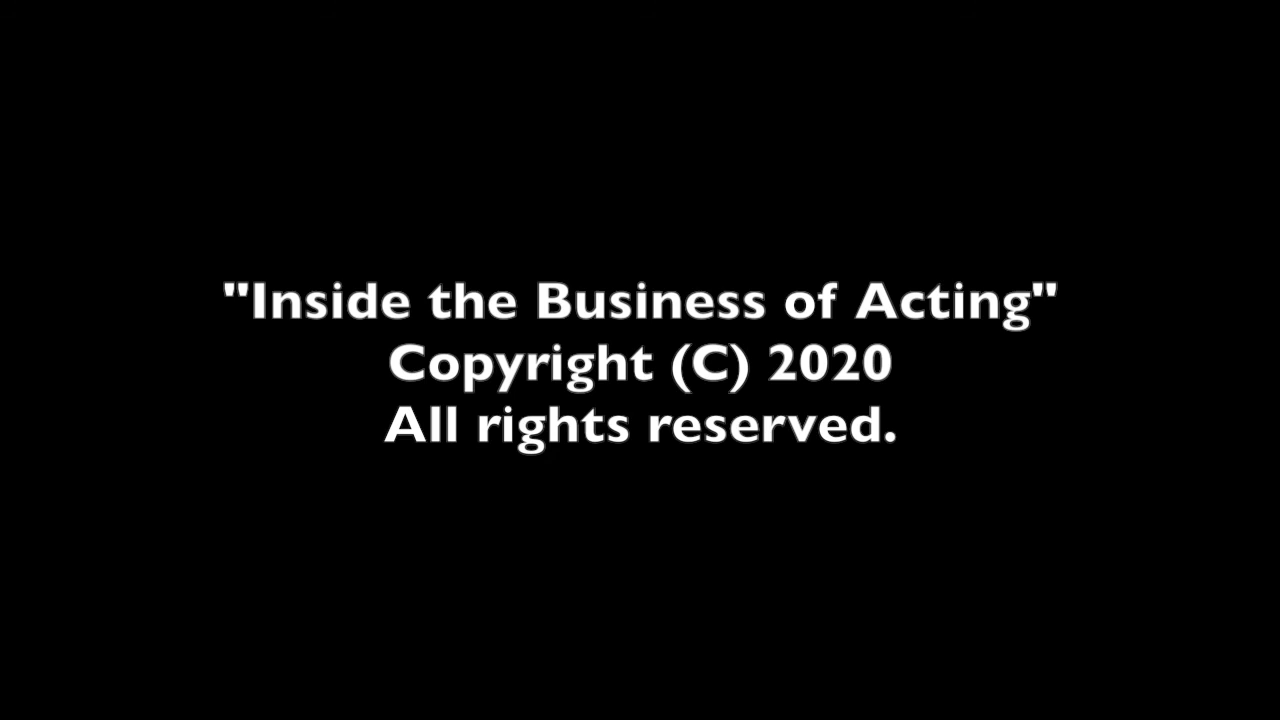 "Inside the Business of Acting"
Copyright (C) 2020
All rights reserved.